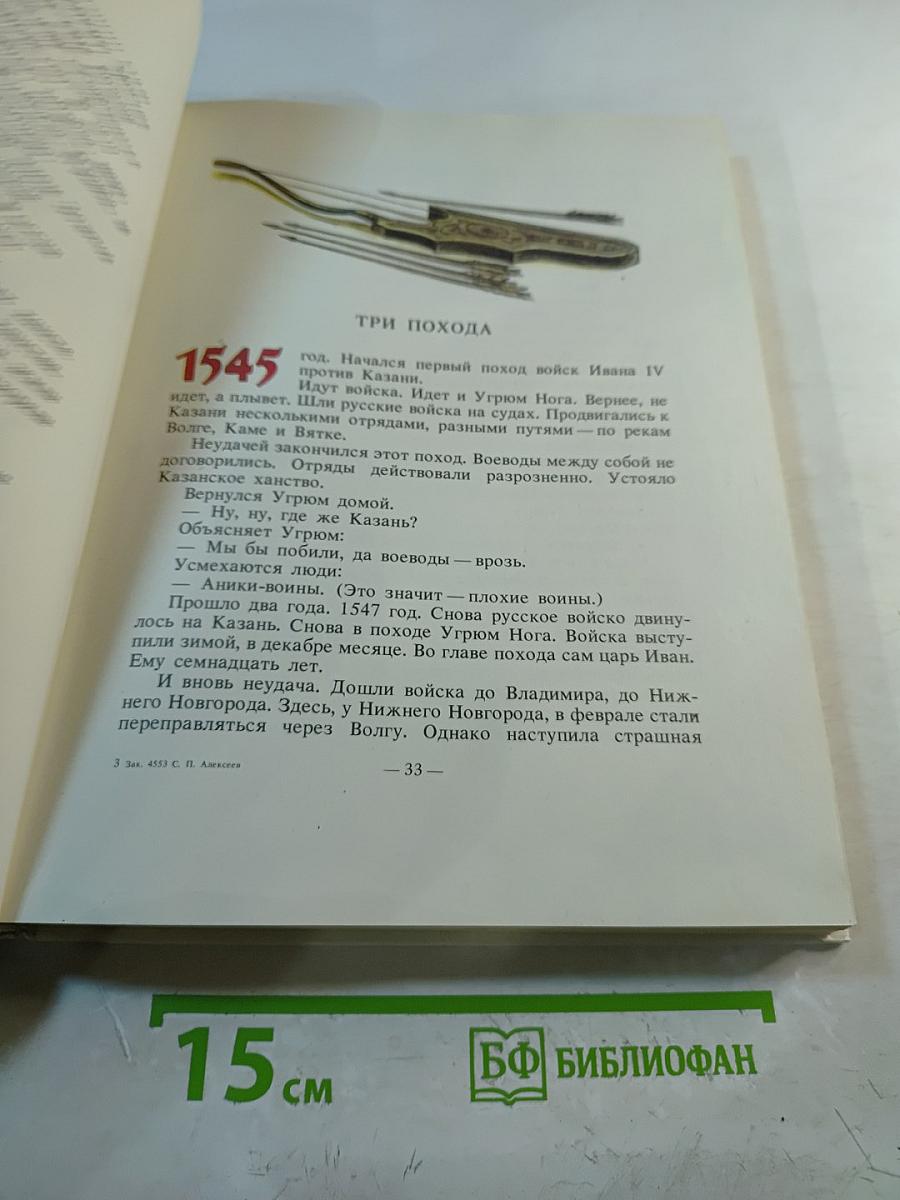 ТРИ ПОХОДА
1545 год. Начался первый поход войск Ивана IV
против Казани.
Идут войска. Идет и Угрюм Нога. Вернее, не
идет, а плывет. Шли русские войска на судах. Продвигались к
Казани несколькими отрядами, разными путями — по рекам
Волге, Каме и Вятке.
Неудачей закончился этот поход. Воеводы между собой не
договорились. Отряды действовали разрозненно. Устояло
Казанское ханство.
Вернулся Угрюм домой.
— Ну, ну, где же Казань?
Объясняет Угрюм:
— Мы бы побили, да воеводы — врозь.
Усмехаются люди:
— Аники-воины. (Это значит — плохие воины.)
Прошло два года. 1547 год. Снова русское войско двину-
лось на Казань. Снова в походе Угрюм Нога. Войска высту-
пили зимой, в декабре месяце. Во главе похода сам царь Иван.
Ему семнадцать лет.
И вновь неудача. Дошли войска до Владимира, до Ниж-
него Новгорода. Здесь, у Нижнего Новгорода, в феврале стали
переправляться через Волгу. Однако наступила страшная
3 Зак. 4553 С. П. Алексеев
— 33 —
15 см
БФ БИБЛИОФАН